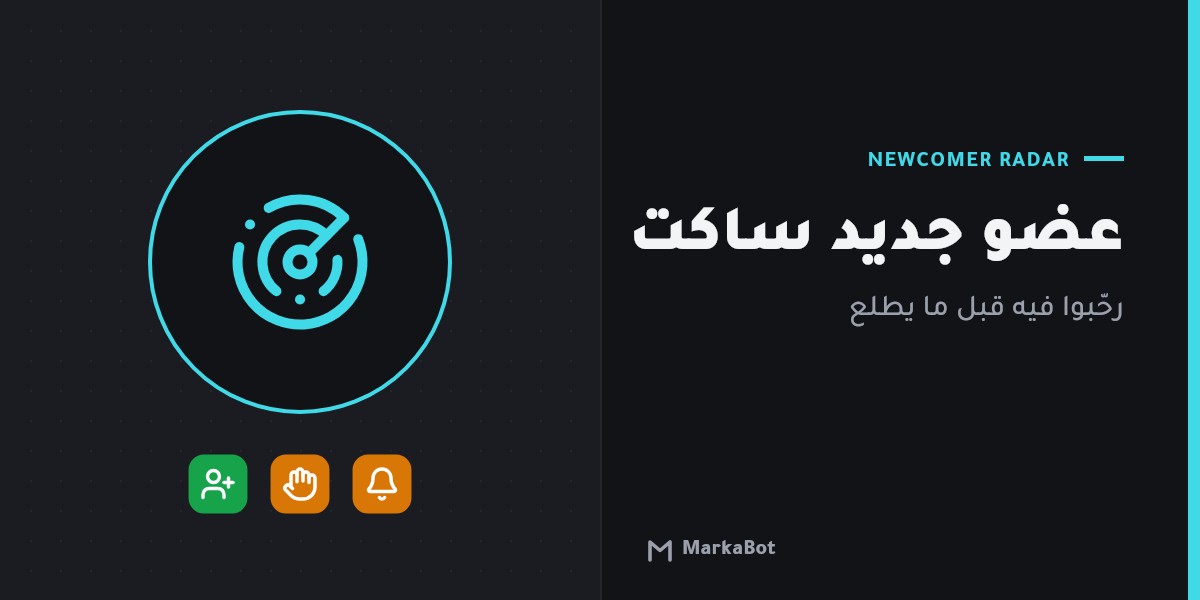 NEWCOMER RADAR
عضو جديد ساكت
رحّبوا فيه قبل ما يطلع
MarkaBot